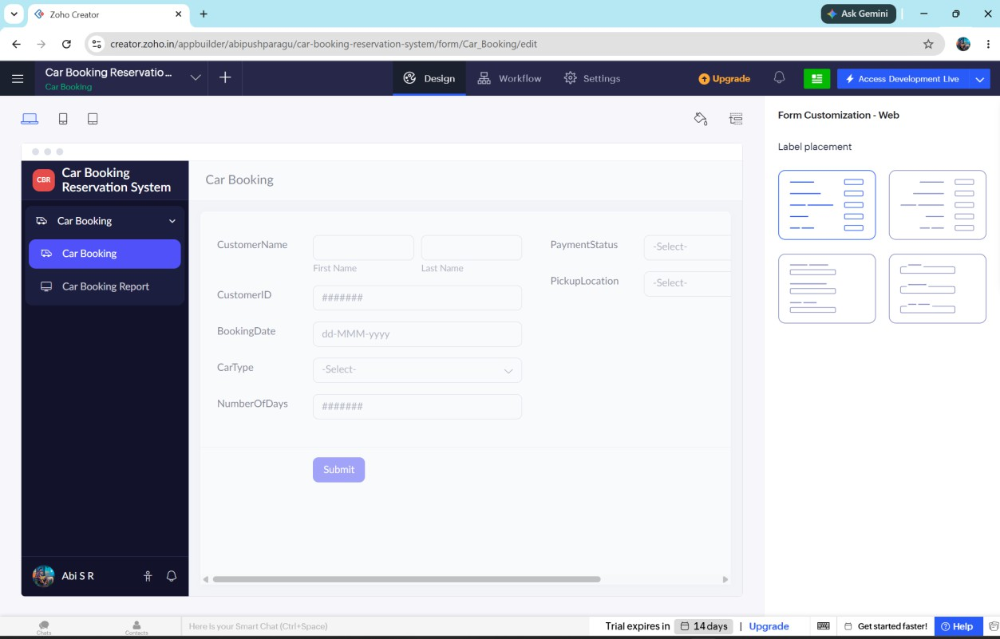 Zoho Creator
Ask Gemini
creator.zoho.in/appbuilder/abipushparagu/car-booking-reservation-system/form/Car_Booking/edit
Car Booking Reservatio...
Car Booking
Design
Workflow
Settings
Upgrade
Access Development Live
Form Customization - Web
Label placement
CBR
Car Booking
Reservation System
Car Booking
Car Booking
Car Booking Report
Abi S R
Car Booking
CustomerName
First Name
Last Name
CustomerID
#######
BookingDate
dd-MMM-yyyy
CarType
-Select-
NumberOfDays
#######
PaymentStatus
-Select-
PickupLocation
-Select-
Submit
Chats
Contacts
Here is your Smart Chat (Ctrl+Space)
Trial expires in 14 days | Upgrade
Get started faster!
Help